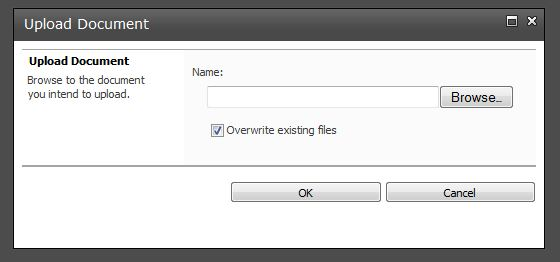 Upload Document
Upload Document
Browse to the document
you intend to upload.
Name:
Browse...
Overwrite existing files
OK
Cancel